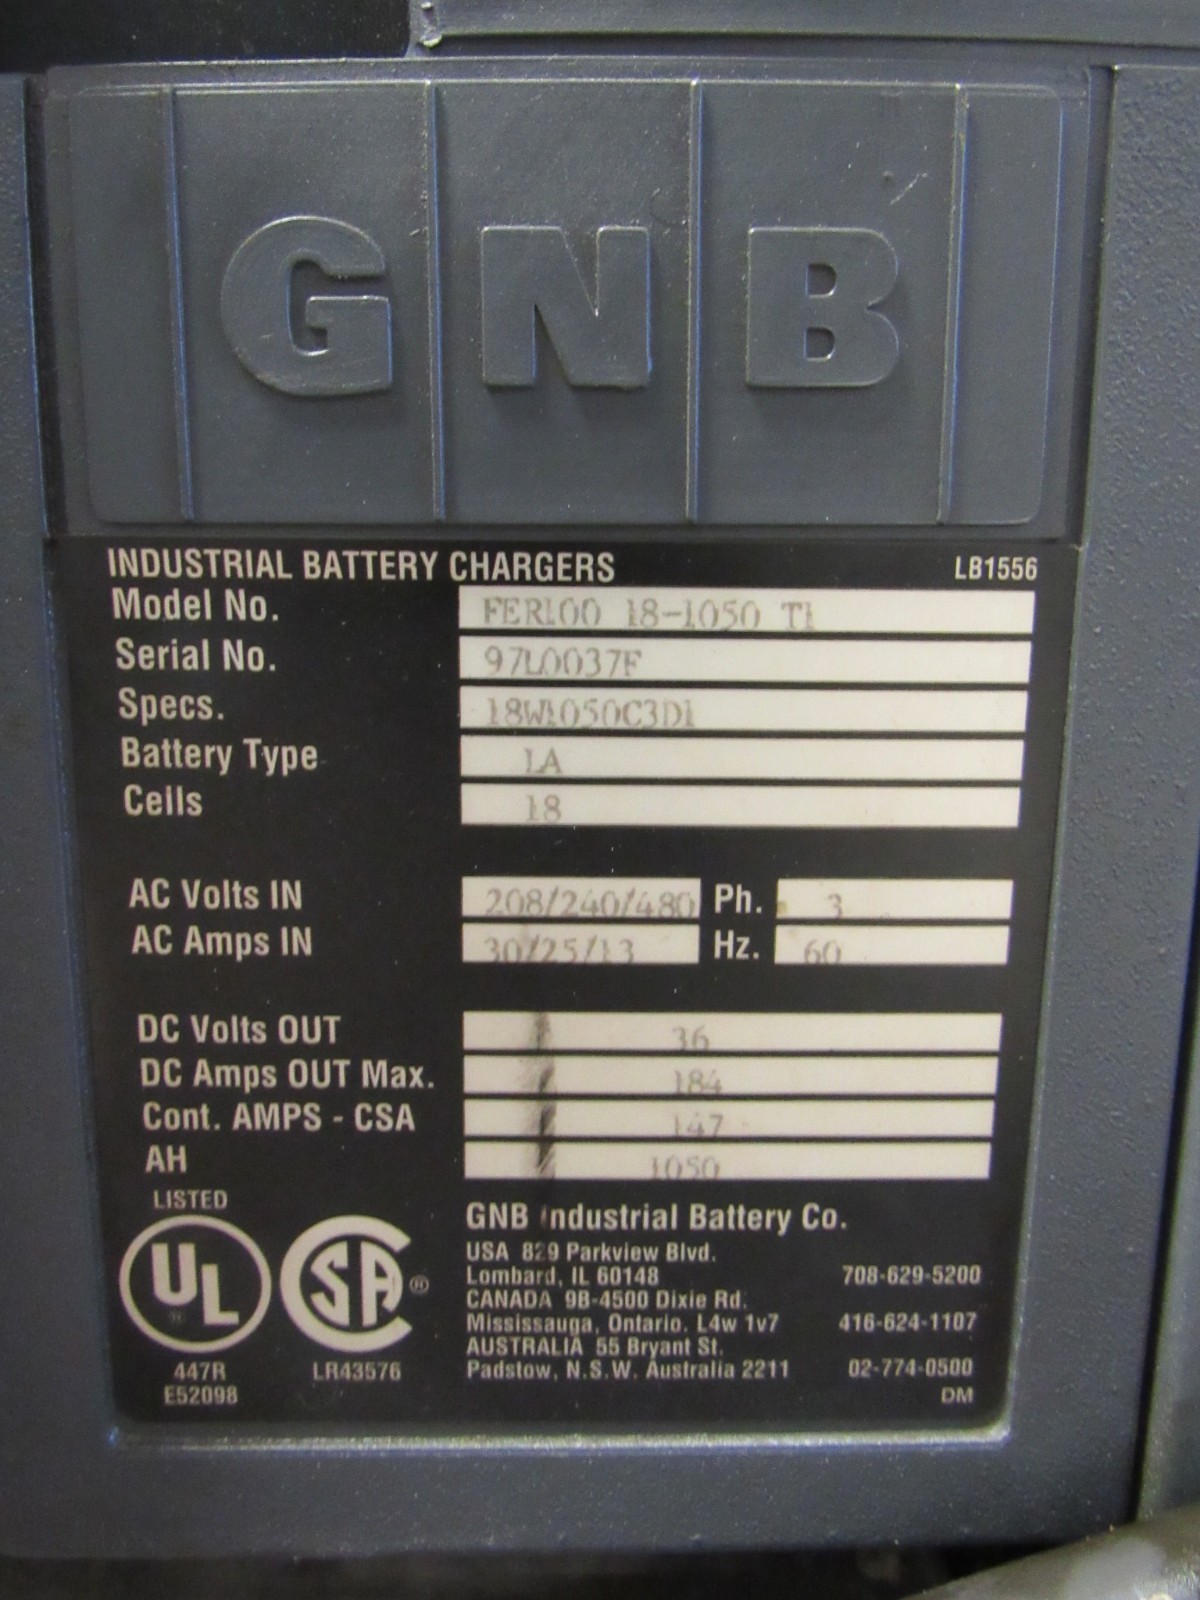 GNB
INDUSTRIAL BATTERY CHARGERS LB1556
Model No. FER100 18-1050 T1
Serial No. 97L0037F
Specs. 18W1050C3D1
Battery Type LA
Cells 18
AC Volts IN 208/240/480 Ph. 3
AC Amps IN 30/25/13 Hz. 60
DC Volts OUT 36
DC Amps OUT Max. 184
Cont. AMPS - CSA 147
AH 1050
LISTED
UL
SA ®
447R
E52098
LR43576
GNB Industrial Battery Co.
USA 829 Parkview Blvd.
Lombard, IL 60148 708-629-5200
CANADA 9B-4500 Dixie Rd.
Mississauga, Ontario. L4w 1v7 416-624-1107
AUSTRALIA 55 Bryant St.
Padstow, N.S.W. Australia 2211 02-774-0500
DM